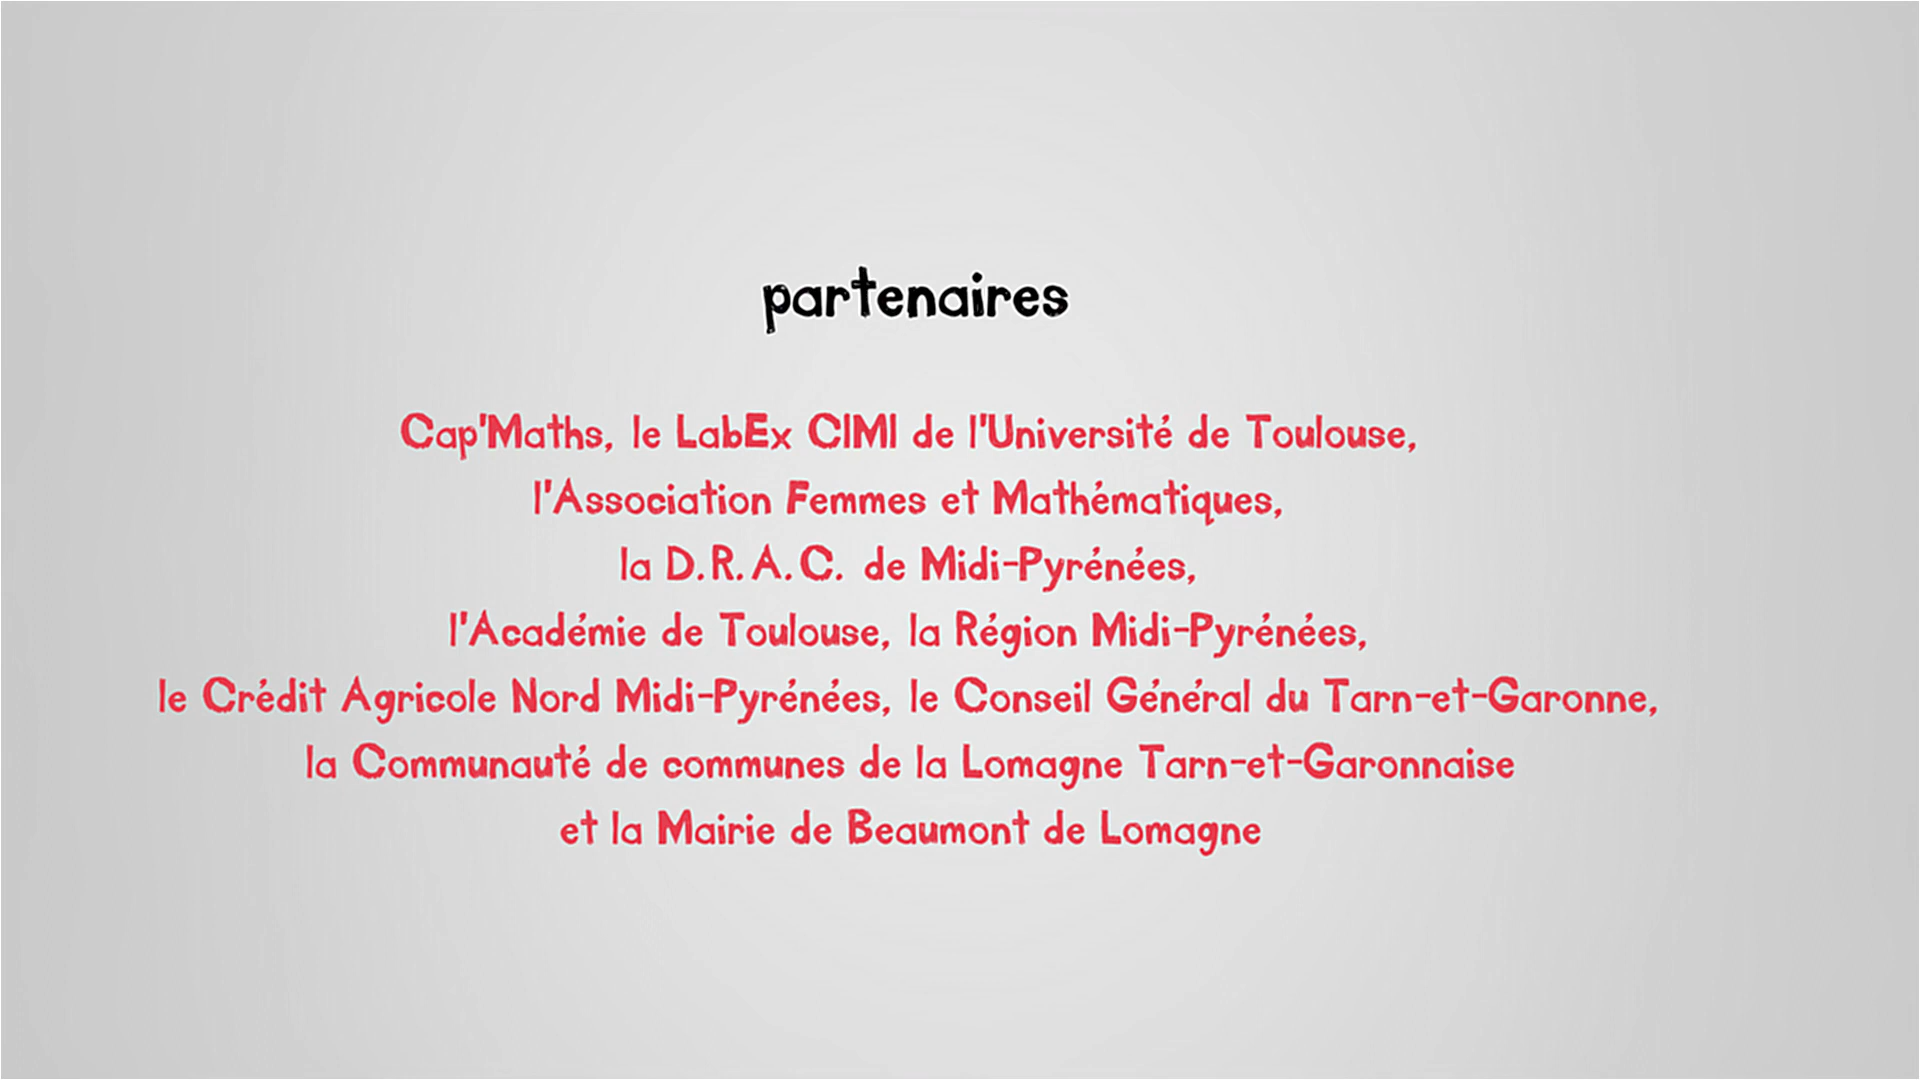 partenaires
Cap'Maths, le LabEx CIMI de l'Université de Toulouse,
l'Association Femmes et Mathématiques,
la D.R.A.C. de Midi-Pyrénées,
l'Académie de Toulouse, la Région Midi-Pyrénées,
le Crédit Agricole Nord Midi-Pyrénées, le Conseil Général du Tarn-et-Garonne,
la Communauté de communes de la Lomagne Tarn-et-Garonnaise
et la Mairie de Beaumont de Lomagne